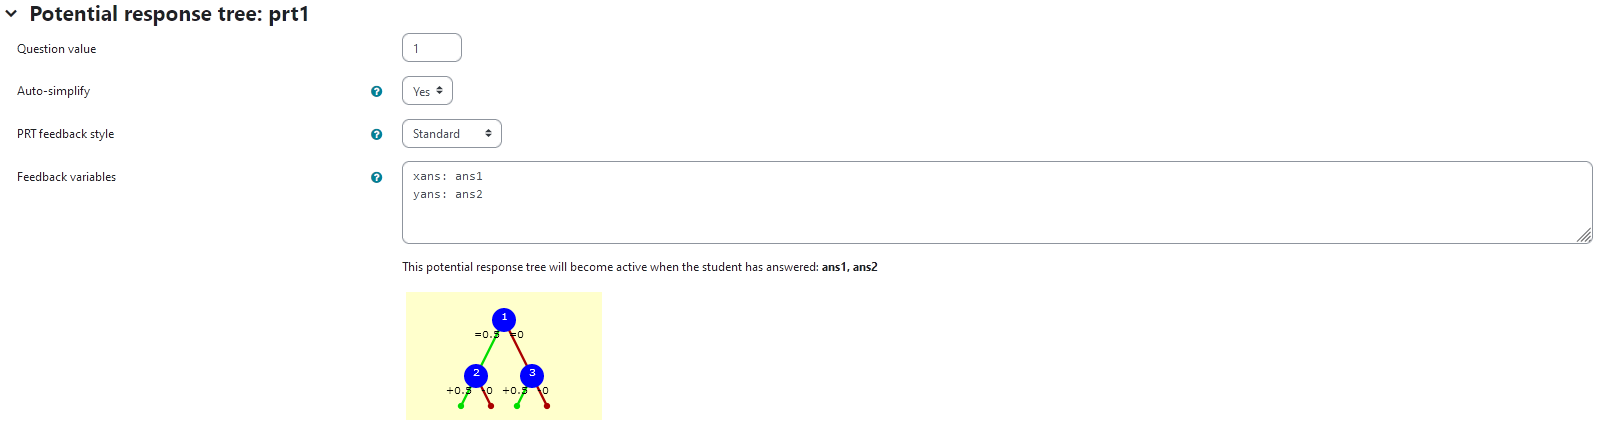 Potential response tree: prt1
Question value
1
Auto-simplify
Yes
PRT feedback style
Standard
Feedback variables
xans: ans1
yans: ans2
This potential response tree will become active when the student has answered: ans1, ans2
1
=0.5 =0
2 3
+0.5 -0 +0.5 -0